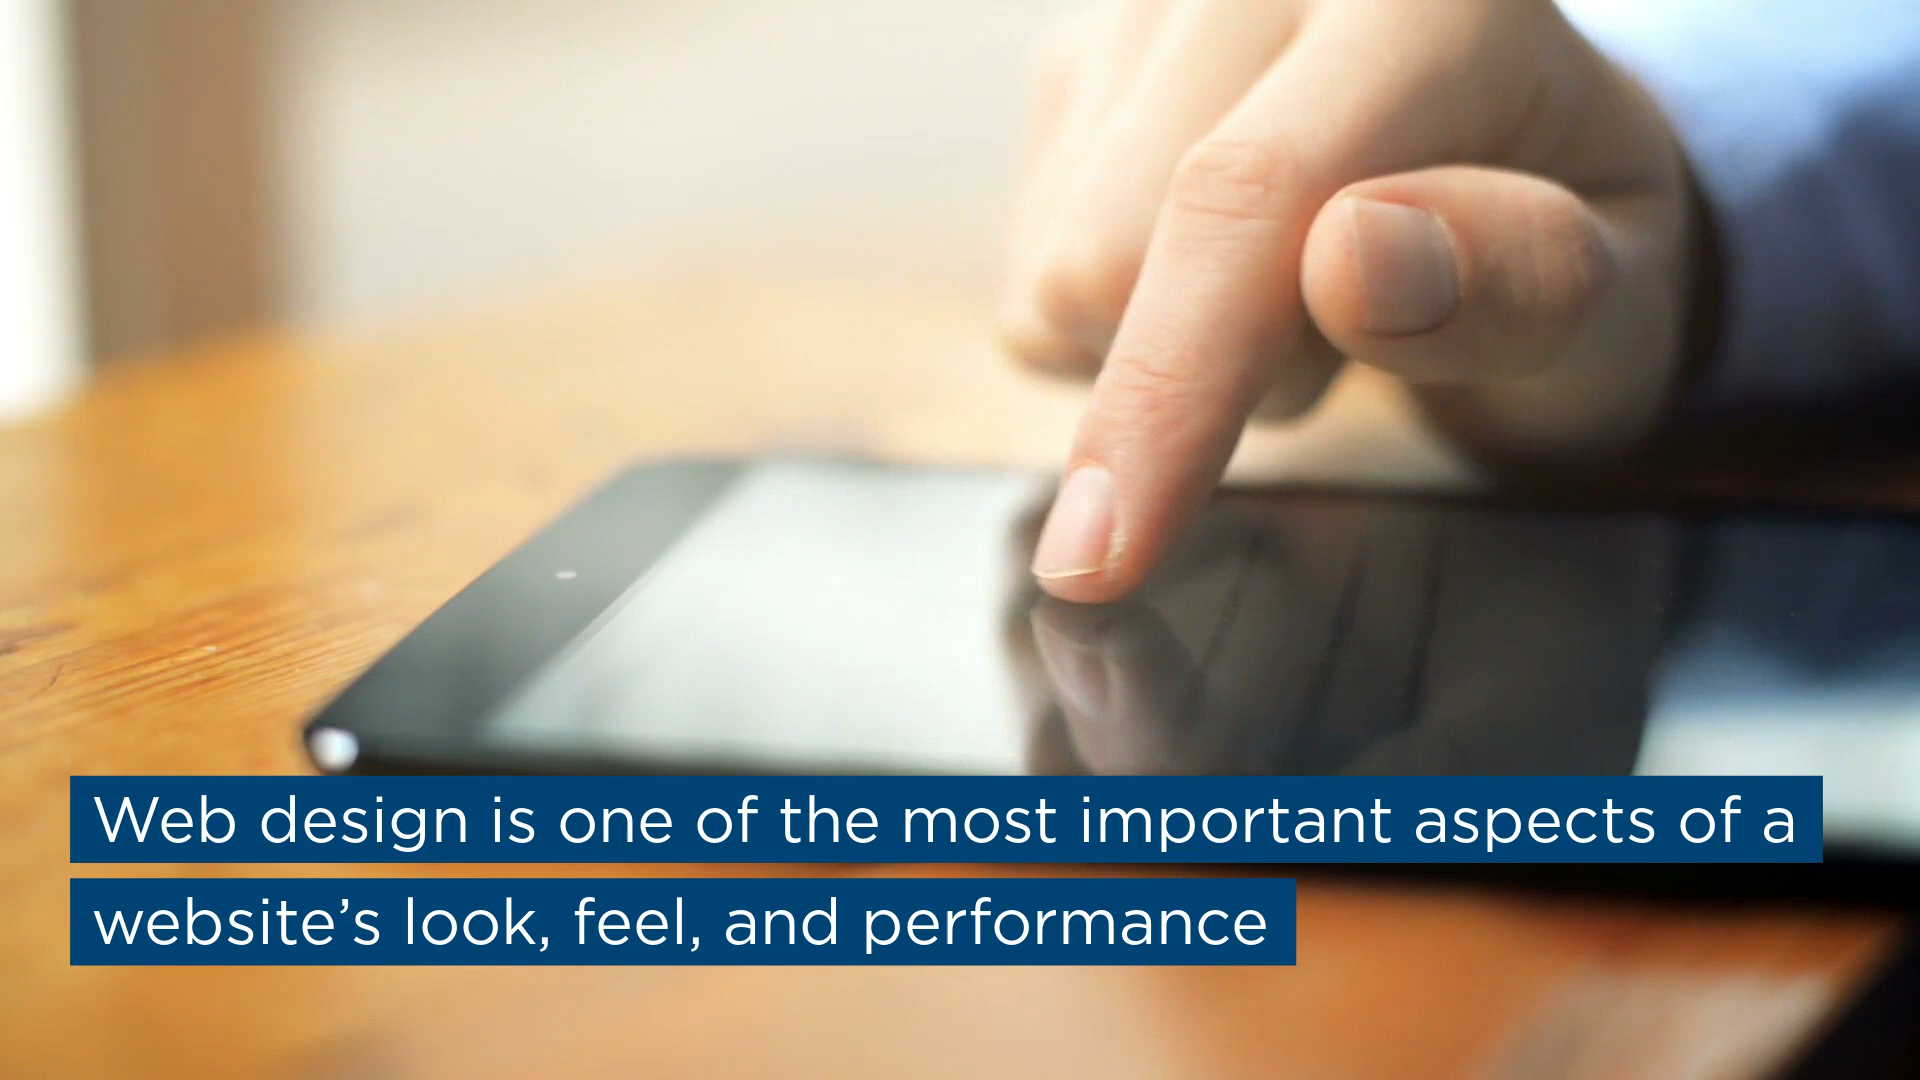 Web design is one of the most important aspects of a
website’s look, feel, and performance